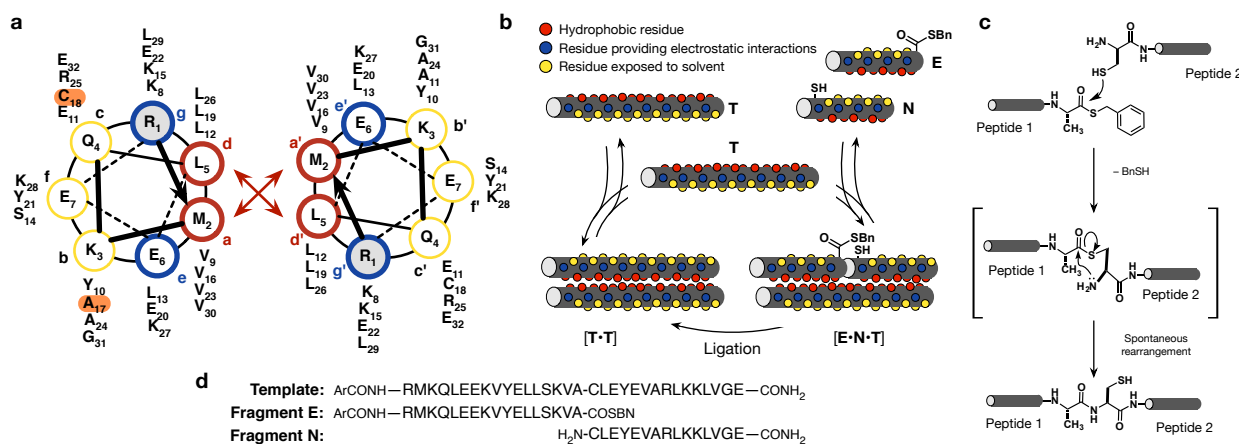 a
E32
R25
C18
E11
L29
E22
K15
K8
c
R1
g
L26
L19
L12
Q4
d
L5
K28
Y21
S14
f
E7
M2
a
K3
b
E6
e
Y10
A17
A24
G31
L13
E20
K27
V9
V16
V23
V30
V30
V23
V16
V9
e'
K27
E20
L13
G31
A24
A11
Y10
a'
E6
K3
b'
M2
S14
Y21
K28
E7
f'
L5
d'
Q4
c'
R1
g'
L12
L19
L26
K8
K15
E22
L29
E11
C18
R25
E32
b
Hydrophobic residue
Residue providing electrostatic interactions
Residue exposed to solvent
O
SBn
E
SH
N
T
T
O
SBn
SH
[T·T]
Ligation
[E·N·T]
c
O
H2N
N
H
SH
Peptide 2
Peptide 1
H
N
O
S
CH3
– BnSH
H
N
O
S
Peptide 1
CH3
H2N
O
N
H
Peptide 2
Spontaneous
rearrangement
SH
H
N
O
N
H
H
N
Peptide 1
CH3
O
Peptide 2
d
Template: ArCONH—RMKQLEEKVYELLSKVA-CLEYEVARLKKLVGE—CONH2
Fragment E: ArCONH—RMKQLEEKVYELLSKVA-COSBN
Fragment N: H2N-CLEYEVARLKKLVGE—CONH2